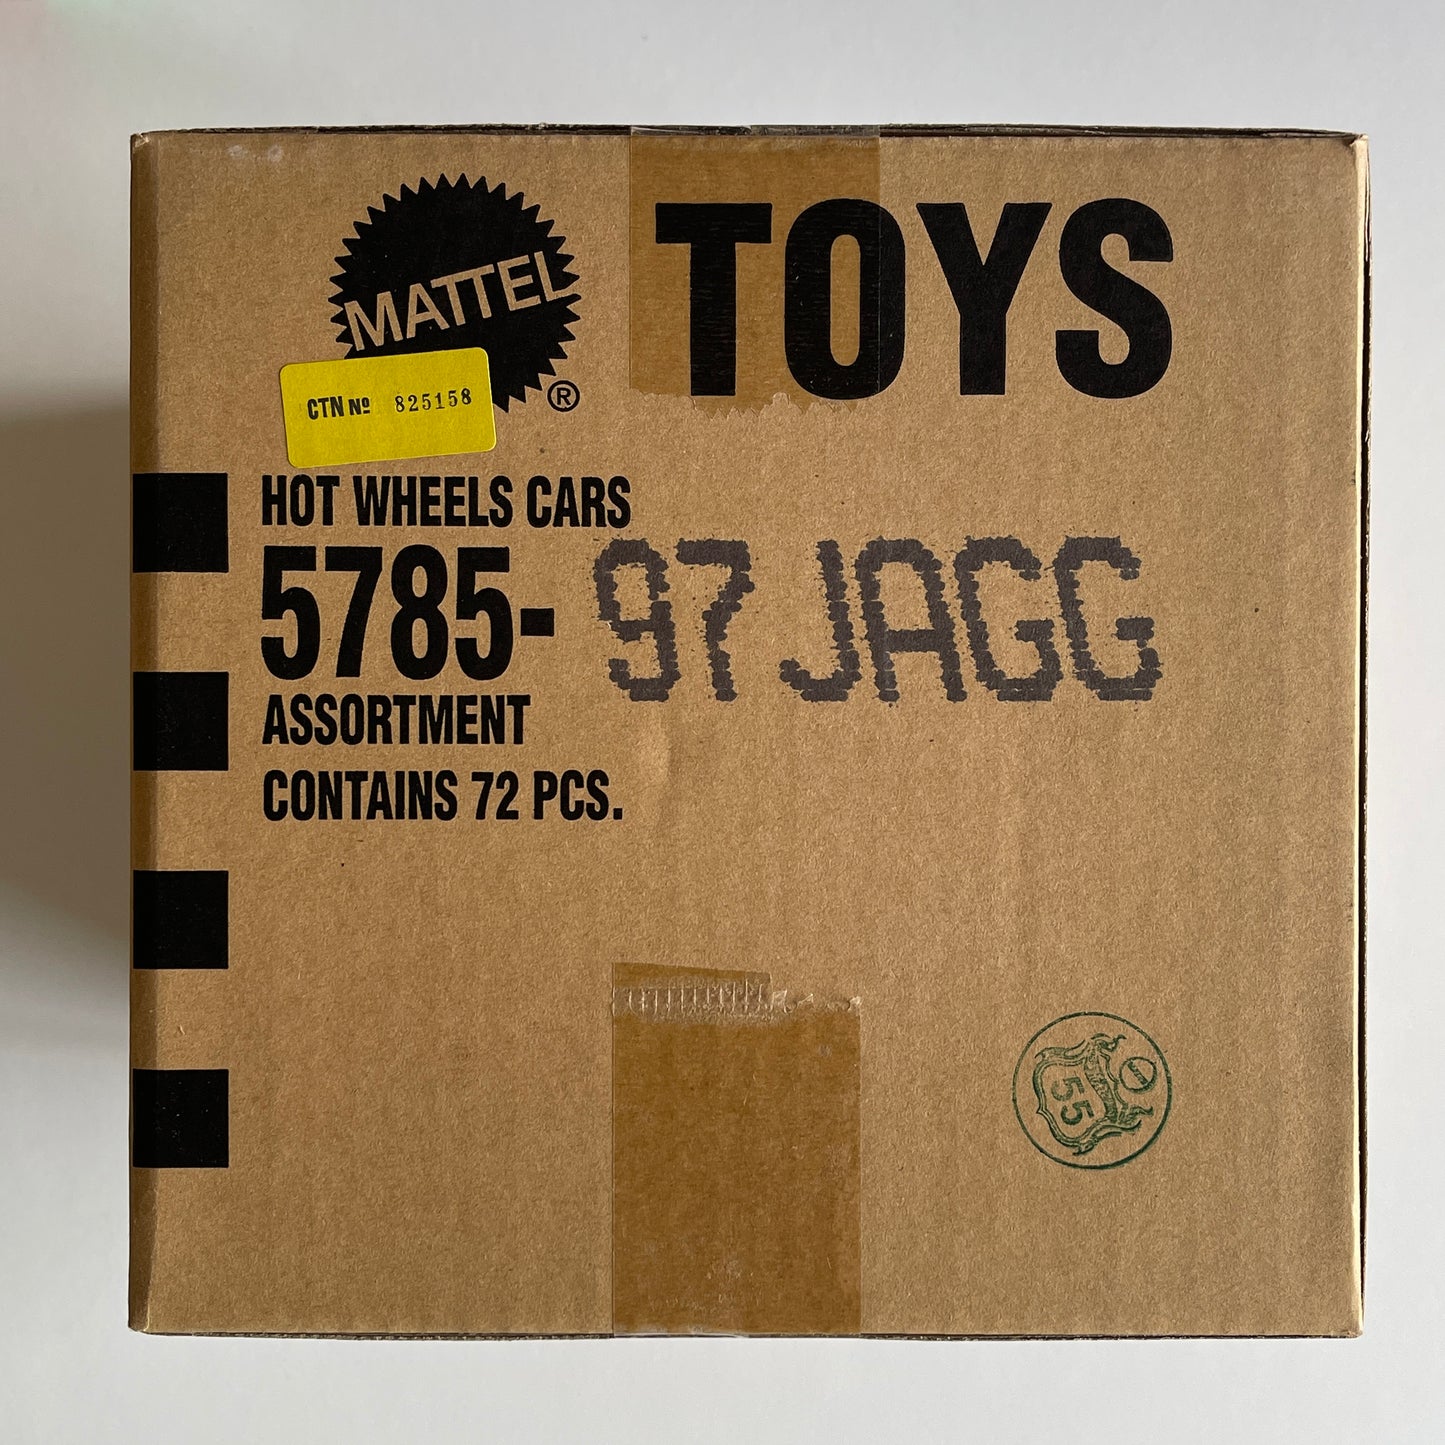 MATTEL ® TOYS
CTN Nº 825158
HOT WHEELS CARS
5785- 97 JAGG
ASSORTMENT
CONTAINS 72 PCS.
55